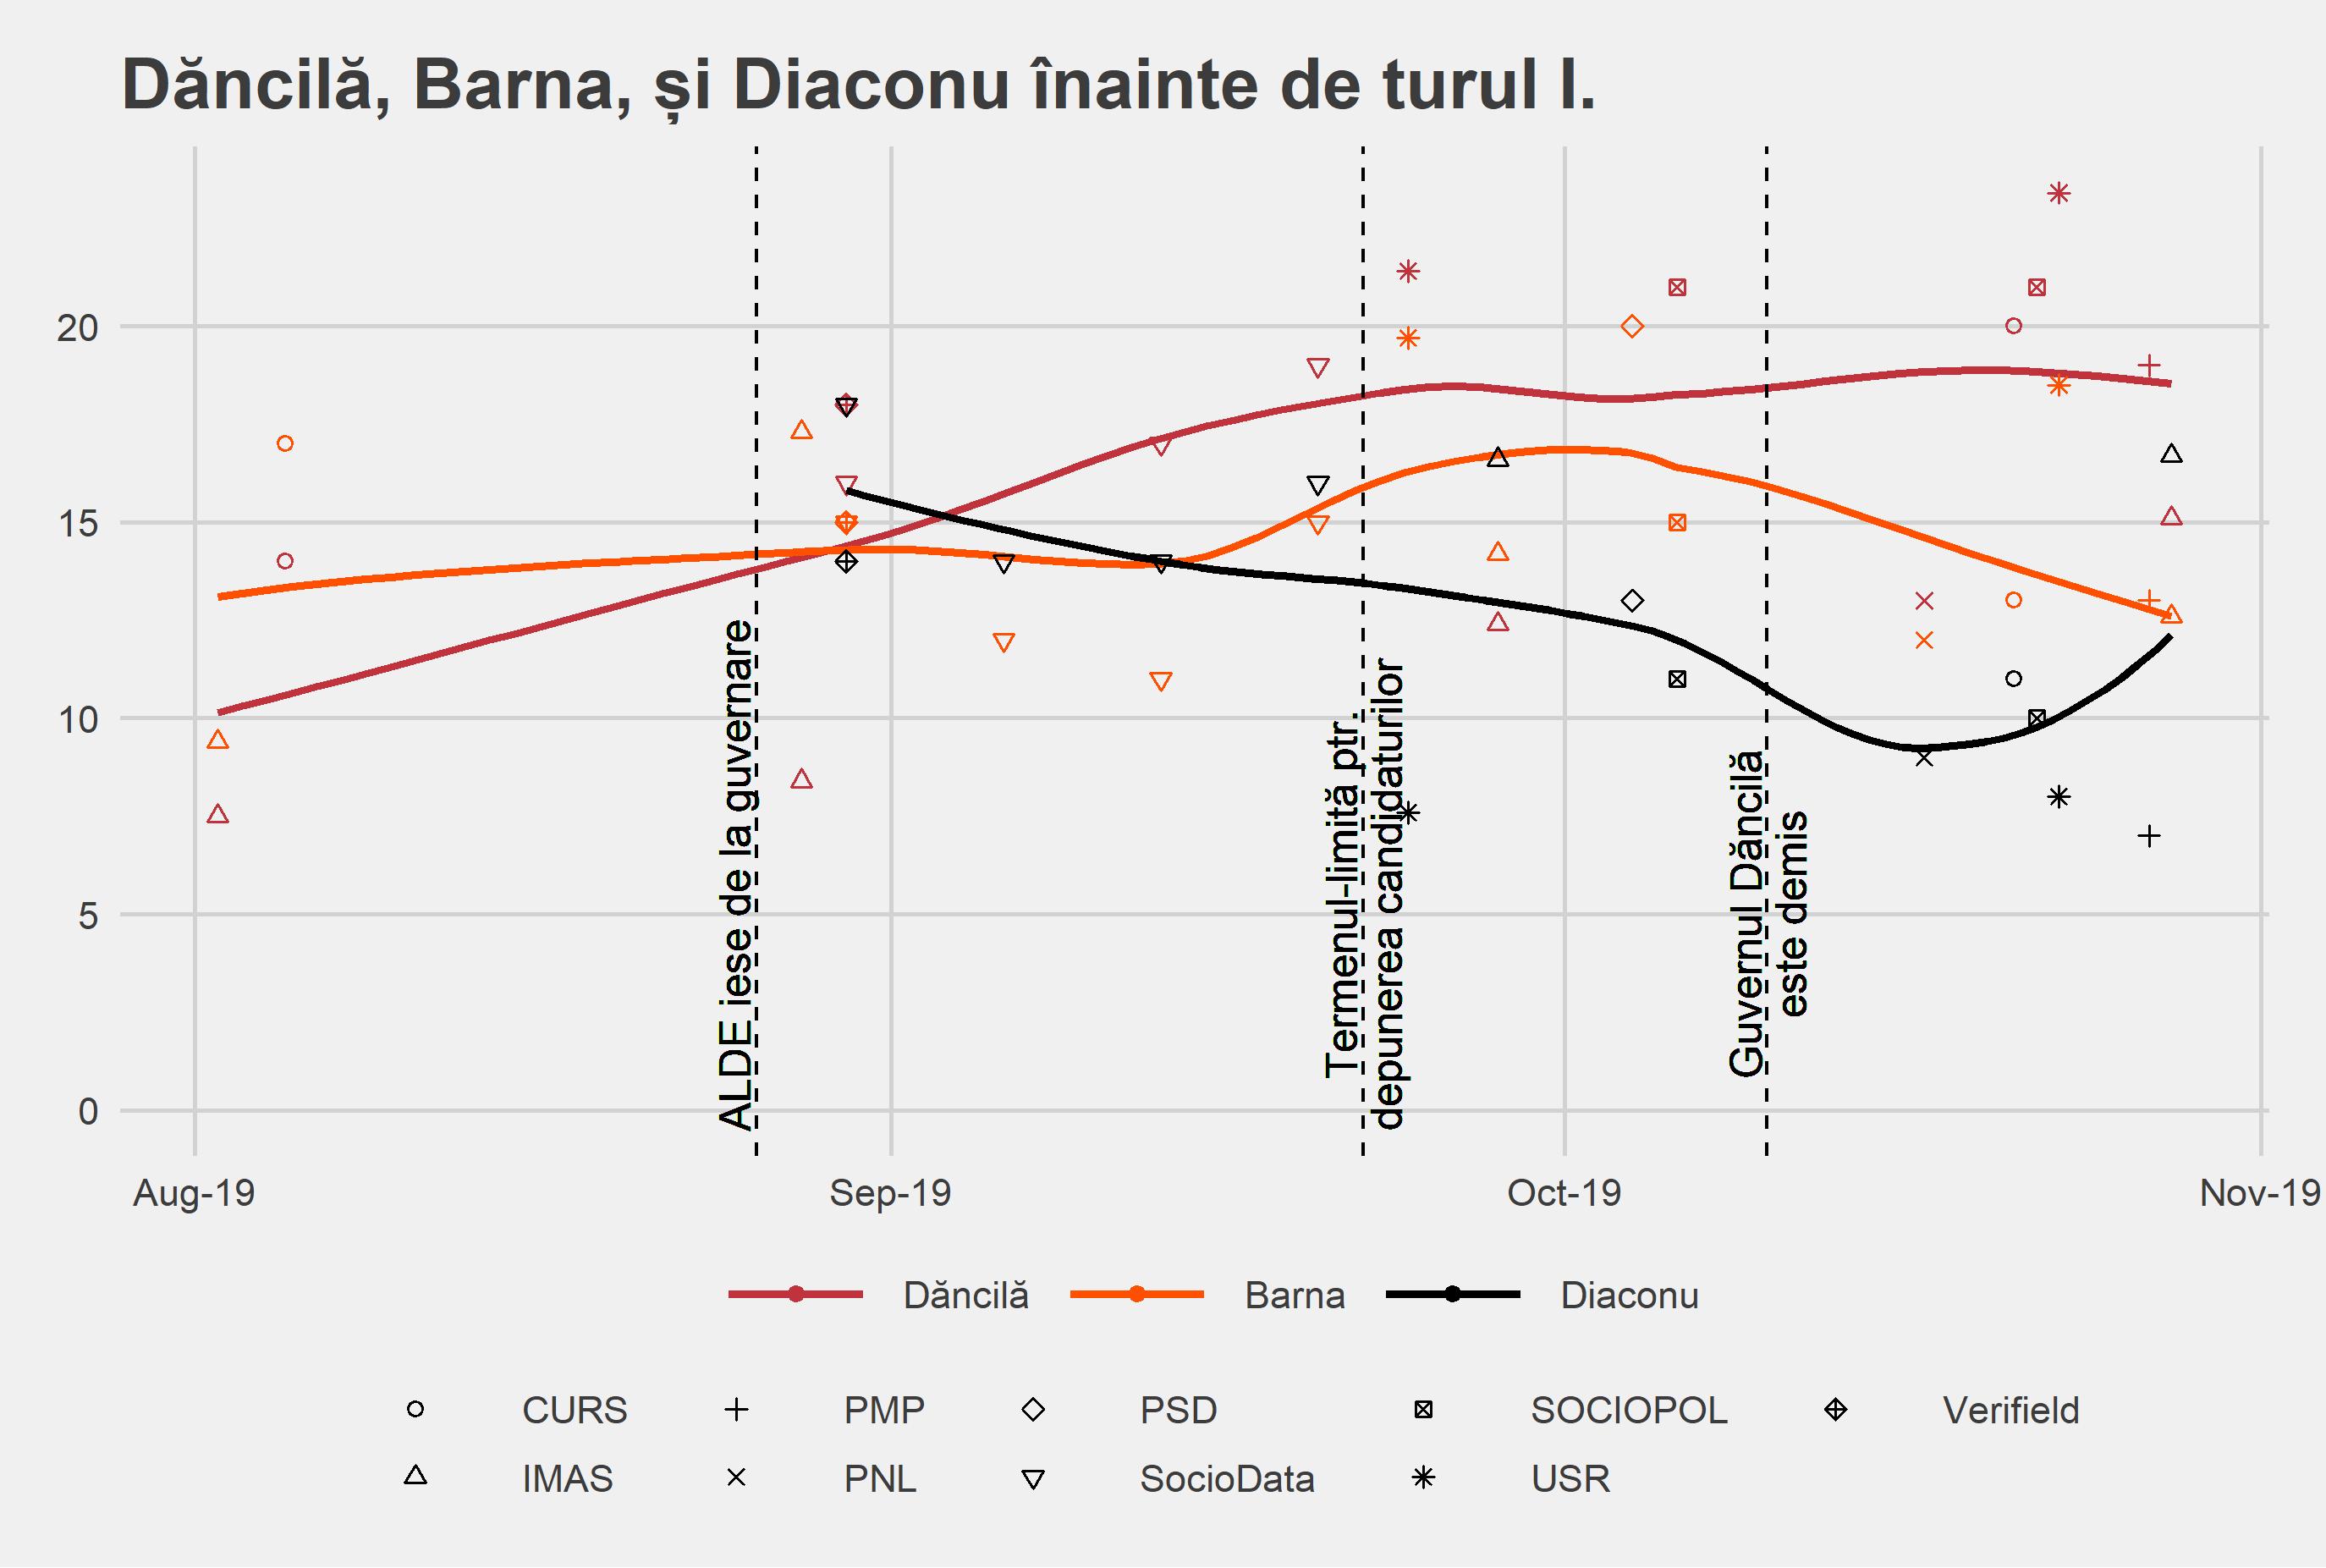 Dăncilă, Barna, și Diaconu înainte de turul I.
20
15
10
5
0
ALDE iese de la guvernare
Termenul-limită ptr.
depunerea candidaturilor
Guvernul Dăncilă
este demis
Aug-19
Sep-19
Oct-19
Nov-19
Dăncilă
Barna
Diaconu
CURS
PMP
PSD
SOCIOPOL
Verifield
IMAS
PNL
SocioData
USR